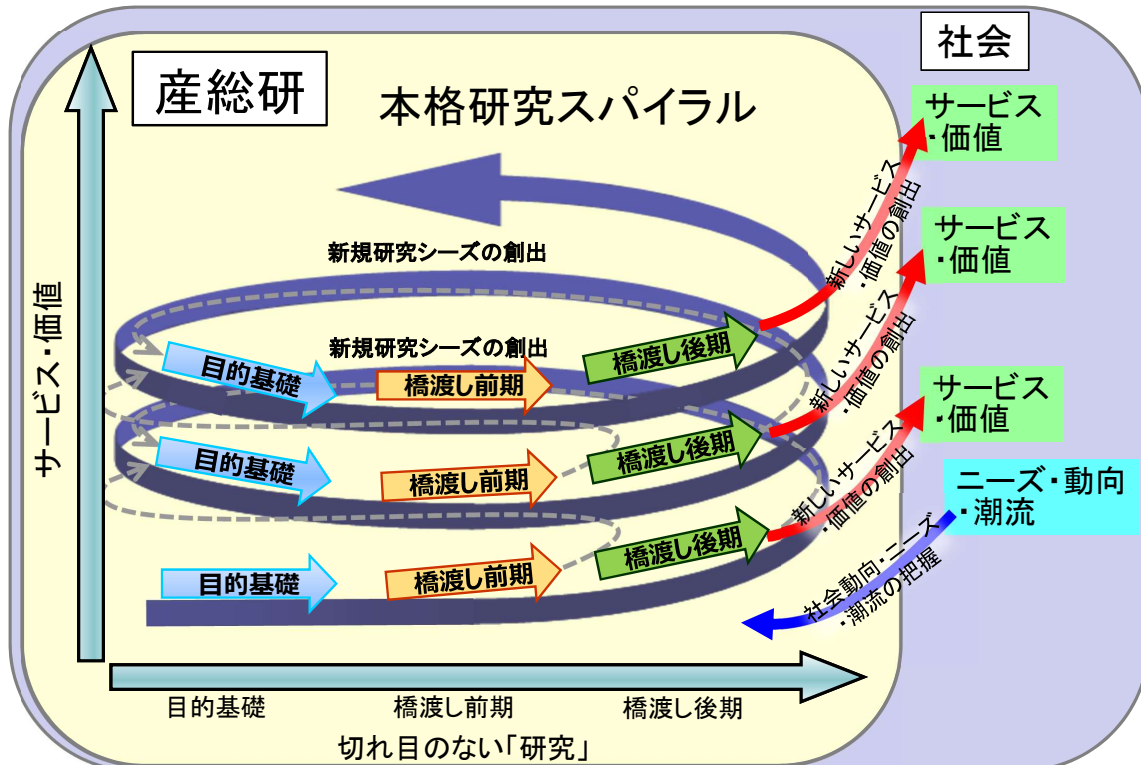 社会
産総研
本格研究スパイラル
サービス
・価値
新しいサービス
・価値の創出
サービス
・価値
新規研究シーズの創出
新しいサービス
・価値の創出
サービス・価値
新規研究シーズの創出
目的基礎
橋渡し前期
橋渡し後期
サービス
・価値
新しいサービス
・価値の創出
目的基礎
橋渡し前期
橋渡し後期
ニーズ・動向
・潮流
目的基礎
橋渡し前期
橋渡し後期
社会動向・ニーズ
・潮流の把握
目的基礎
橋渡し前期
橋渡し後期
切れ目のない「研究」